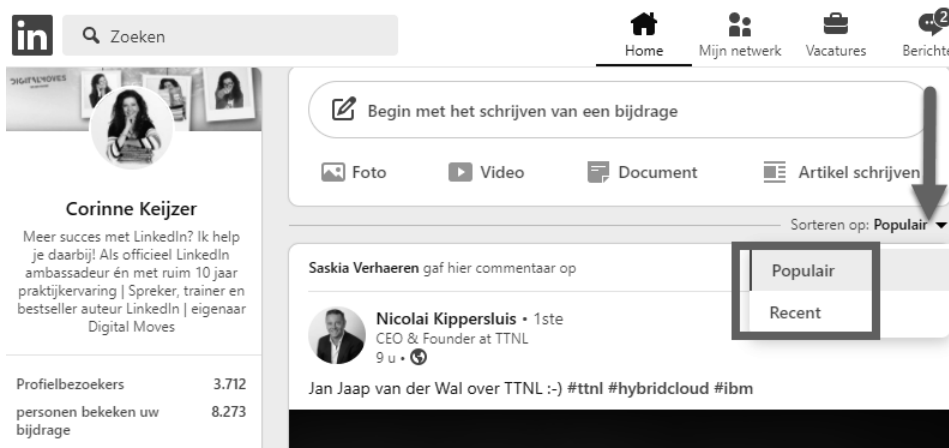 in
Zoeken
Home
Mijn netwerk
Vacatures
2
DIGITALMOVES
Begin met het schrijven van een bijdrage
Foto
Video
Document
Artikel schrijven
Sorteren op: Populair
Populair
Recent
Corinne Keijzer
Meer succes met LinkedIn? Ik help
je daarbij! Als officieel LinkedIn
ambassadeur én met ruim 10 jaar
praktijkervaring | Spreker, trainer en
bestseller auteur LinkedIn | eigenaar
Digital Moves
Profielbezoekers 3.712
personen bekeken uw 8.273
bijdrage
Saskia Verhaeren gaf hier commentaar op
Nicolai Kippersluis • 1ste
CEO & Founder at TTNL
9 u •
Jan Jaap van der Wal over TTNL :-) #ttnl #hybridcloud #ibm